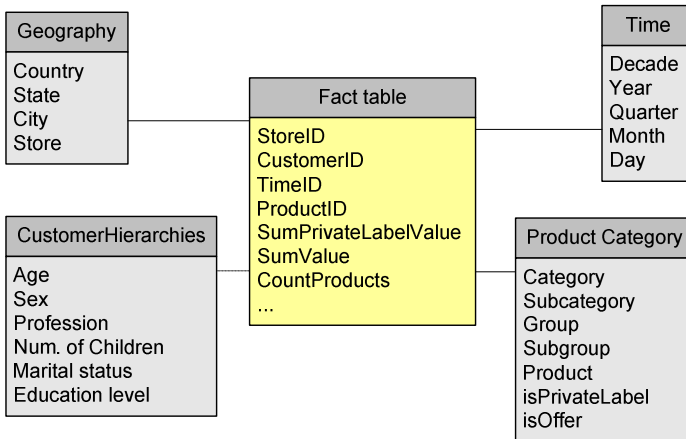 Geography
Country
State
City
Store
Time
Decade
Year
Quarter
Month
Day
Fact table
StoreID
CustomerID
TimeID
ProductID
SumPrivateLabelValue
SumValue
CountProducts
...
CustomerHierarchies
Age
Sex
Profession
Num. of Children
Marital status
Education level
Product Category
Category
Subcategory
Group
Subgroup
Product
isPrivateLabel
isOffer